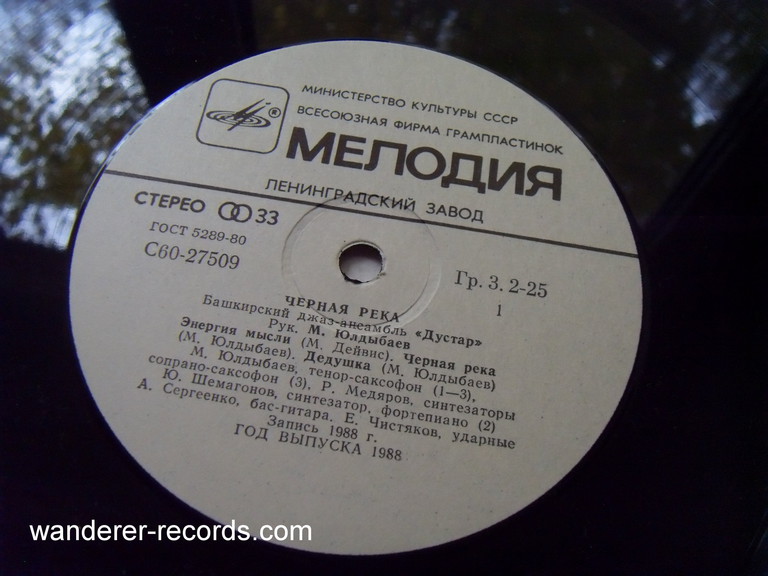 МИНИСТЕРСТВО КУЛЬТУРЫ СССР
ВСЕСОЮЗНАЯ ФИРМА ГРАМПЛАСТИНОК
®
МЕЛОДИЯ
ЛЕНИНГРАДСКИЙ ЗАВОД
СТЕРЕО 33
ГОСТ 5289-80
С60-27509
Гр. 3. 2-25
1
ЧЕРНАЯ РЕКА
Башкирский джаз-ансамбль «Дустар»
Рук. М. Юлдыбаев
Энергия мысли (М. Дейвис). Черная река
(М. Юлдыбаев). Дедушка (М. Юлдыбаев)
М. Юлдыбаев, тенор-саксофон (1—3),
сопрано-саксофон (3), Р. Медяров, синтезаторы
Ю. Шемагонов, синтезатор, фортепиано (2)
А. Сергеенко, бас-гитара. Е. Чистяков, ударные
Запись 1988 г.
ГОД ВЫПУСКА 1988
wanderer-records.com